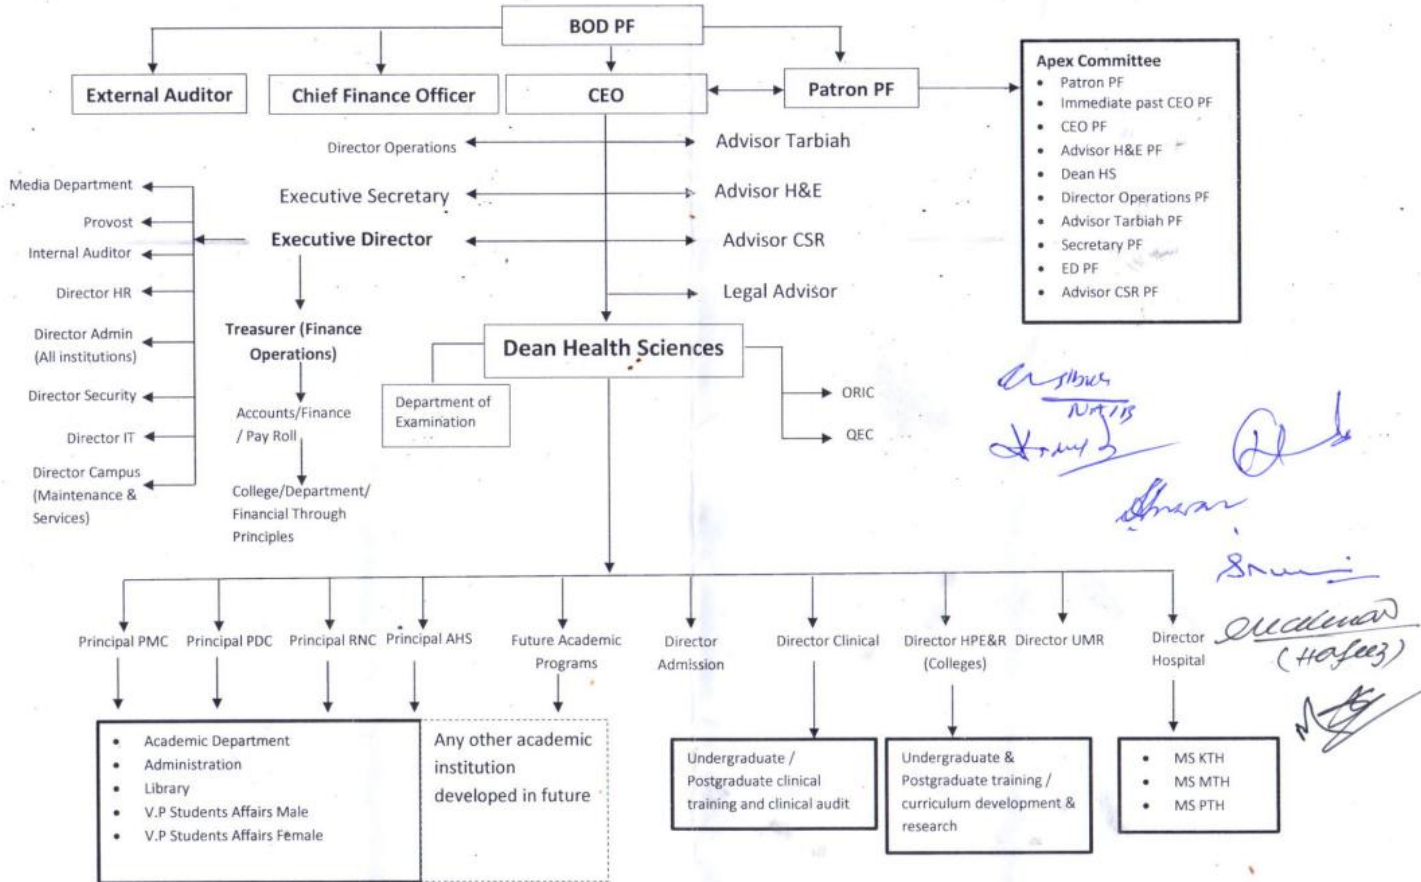 BOD PF
External Auditor
Chief Finance Officer
CEO
Patron PF
Apex Committee
• Patron PF
• Immediate past CEO PF
• CEO PF
• Advisor H&E PF
• Dean HS
• Director Operations PF
• Advisor Tarbiah PF
• Secretary PF
• ED PF
• Advisor CSR PF
Director Operations
Advisor Tarbiah
Executive Secretary
Advisor H&E
Executive Director
Advisor CSR
Legal Advisor
Media Department
Provost
Internal Auditor
Director HR
Director Admin
(All institutions)
Director Security
Director IT
Director Campus
(Maintenance &
Services)
Treasurer (Finance
Operations)
Accounts/Finance
/ Pay Roll
College/Department/
Financial Through
Principles
Dean Health Sciences
Department of
Examination
ORIC
QEC
Principal PMC
Principal PDC
Principal RNC
Principal AHS
Future Academic
Programs
Director
Admission
Director Clinical
Director HPE&R
(Colleges)
Director UMR
Director
Hospital
(Hafeez)
• Academic Department
• Administration
• Library
• V.P Students Affairs Male
• V.P Students Affairs Female
Any other academic
institution
developed in future
Undergraduate /
Postgraduate clinical
training and clinical audit
Undergraduate &
Postgraduate training /
curriculum development &
research
• MS KTH
• MS MTH
• MS PTH